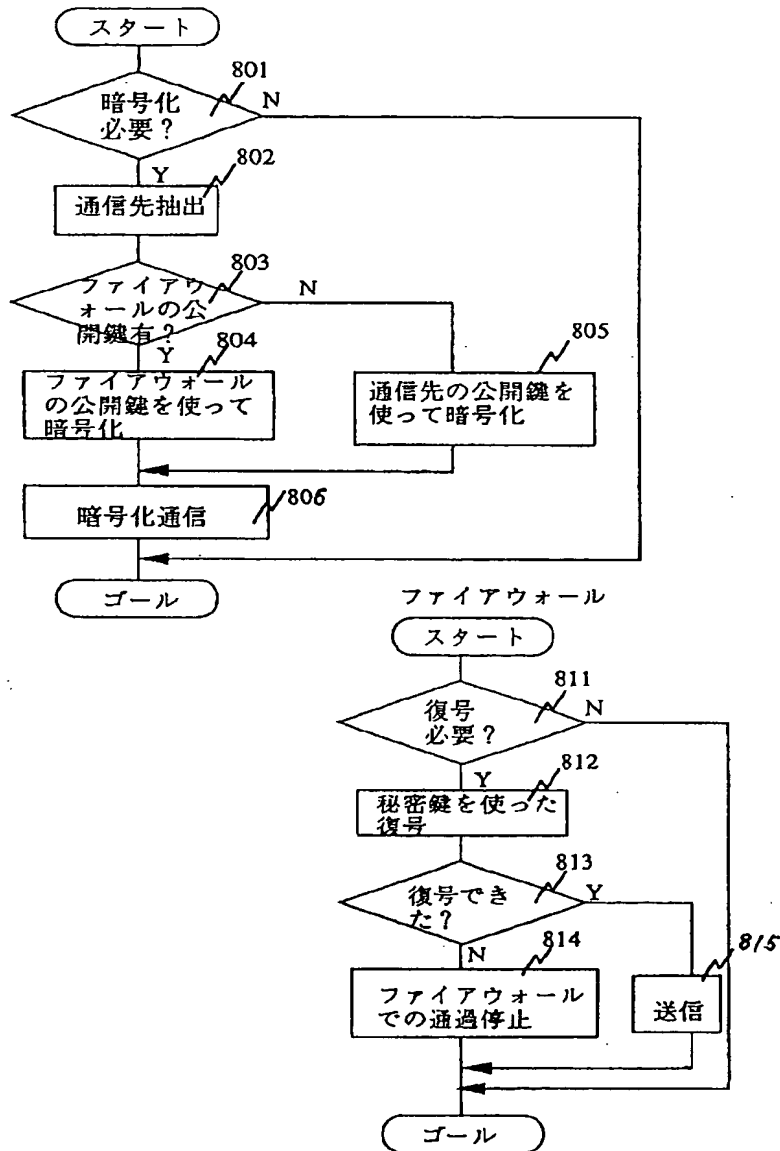 スタート
801
暗号化
必要？
N
Y
802
通信先抽出
803
ファイアウ
ォールの公
開鍵有？
N
Y
804
ファイアウォール
の公開鍵を使って
暗号化
805
通信先の公開鍵を
使って暗号化
806
暗号化通信
ゴール
ファイアウォール
スタート
811
復号
必要？
N
Y
812
秘密鍵を使った
復号
813
復号でき
た？
Y
N
814
ファイアウォール
での通過停止
815
送信
ゴール